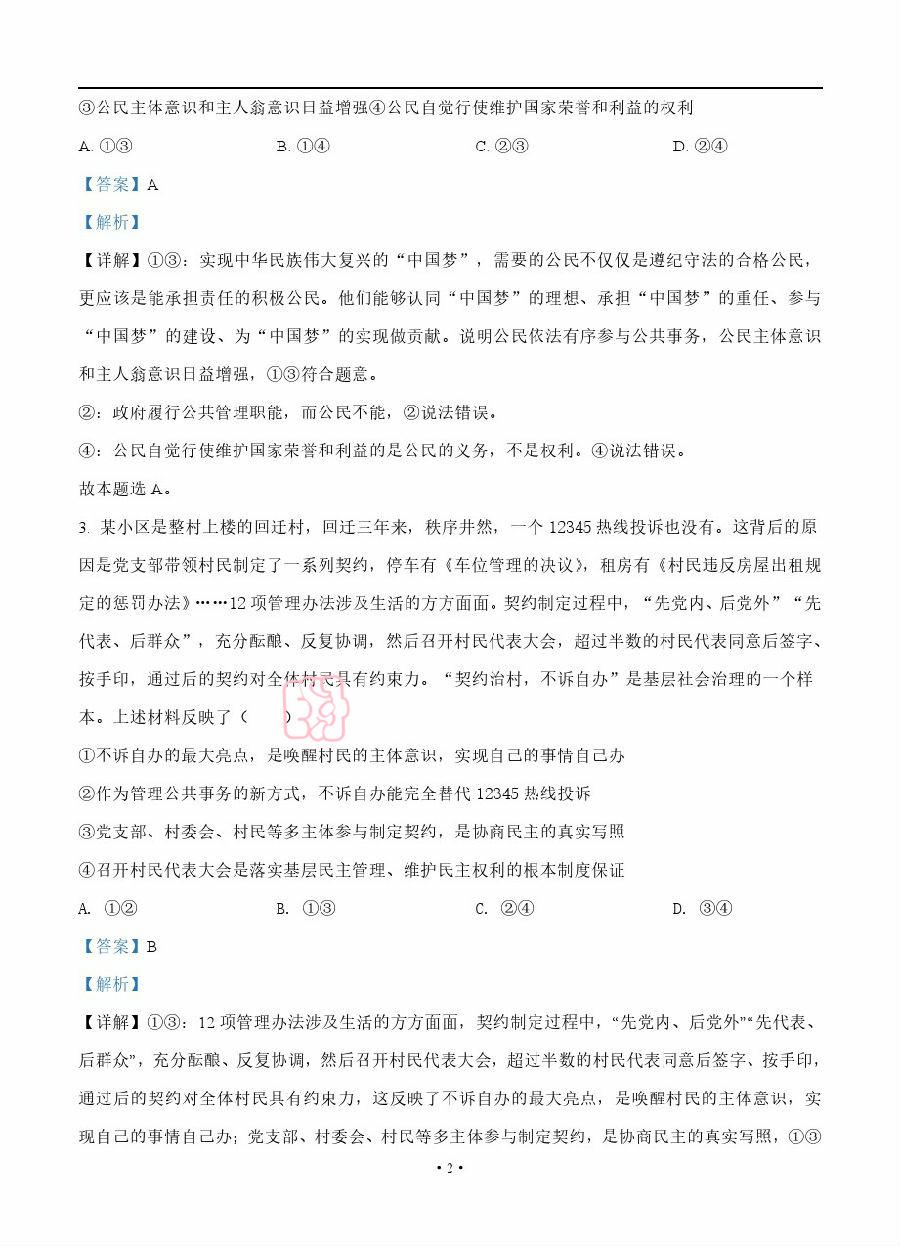 ③公民主体意识和主人翁意识日益增强④公民自觉行使维护国家荣誉和利益的权利
A. ①③ B. ①④ C. ②③ D. ②④
【答案】A
【解析】
【详解】①③：实现中华民族伟大复兴的“中国梦”，需要的公民不仅仅是遵纪守法的合格公民，
更应该是能承担责任的积极公民。他们能够认同“中国梦”的理想、承担“中国梦”的重任、参与
“中国梦”的建设、为“中国梦”的实现做贡献。说明公民依法有序参与公共事务，公民主体意识
和主人翁意识日益增强，①③符合题意。
②：政府履行公共管理职能，而公民不能，②说法错误。
④：公民自觉行使维护国家荣誉和利益的是公民的义务，不是权利。④说法错误。
故本题选A。
3. 某小区是整村上楼的回迁村，回迁三年来，秩序井然，一个12345热线投诉也没有。这背后的原
因是党支部带领村民制定了一系列契约，停车有《车位管理的决议》，租房有《村民违反房屋出租规
定的惩罚办法》……12项管理办法涉及生活的方方面面。契约制定过程中，“先党内、后党外”“先
代表、后群众”，充分酝酿、反复协调，然后召开村民代表大会，超过半数的村民代表同意后签字、
按手印，通过后的契约对全体村民具有约束力。“契约治村，不诉自办”是基层社会治理的一个样
本。上述材料反映了（ ）
①不诉自办的最大亮点，是唤醒村民的主体意识，实现自己的事情自己办
②作为管理公共事务的新方式，不诉自办能完全替代12345热线投诉
③党支部、村委会、村民等多主体参与制定契约，是协商民主的真实写照
④召开村民代表大会是落实基层民主管理、维护民主权利的根本制度保证
A. ①② B. ①③ C. ②④ D. ③④
【答案】B
【解析】
【详解】①③：12项管理办法涉及生活的方方面面，契约制定过程中，“先党内、后党外”“先代表、
后群众”，充分酝酿、反复协调，然后召开村民代表大会，超过半数的村民代表司意后签字、按手印，
通过后的契约对全体村民具有约束力，这反映了不诉自办的最大亮点，是唤醒村民的主体意识，实
现自己的事情自己办；党支部、村委会、村民等多主体参与制定契约，是协商民主的真实写照，①③
·2·